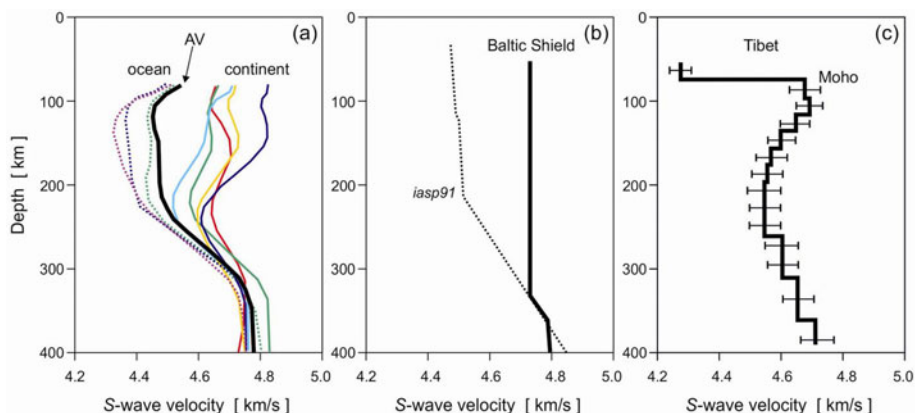 0
(a)
AV
ocean
continent
100
200
300
400
Depth [ km ]
4.2 4.4 4.6 4.8 5.0
S-wave velocity [ km/s ]
0
(b)
Baltic Shield
100
iasp91
200
300
400
4.2 4.4 4.6 4.8 5.0
S-wave velocity [ km/s ]
0
(c)
Tibet
Moho
100
200
300
400
4.2 4.4 4.6 4.8 5.0
S-wave velocity [ km/s ]